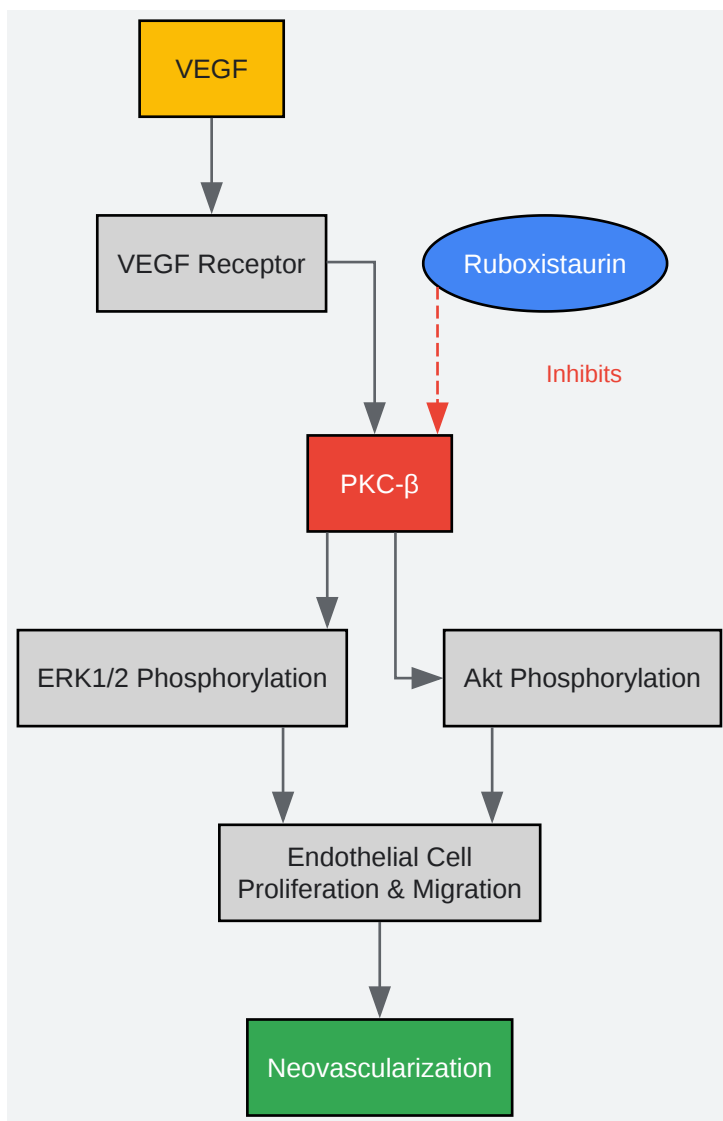 VEGF
VEGF Receptor
Ruboxistaurin
Inhibits
PKC-β
ERK1/2 Phosphorylation
Akt Phosphorylation
Endothelial Cell
Proliferation & Migration
Neovascularization